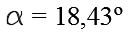 α = 18,43º